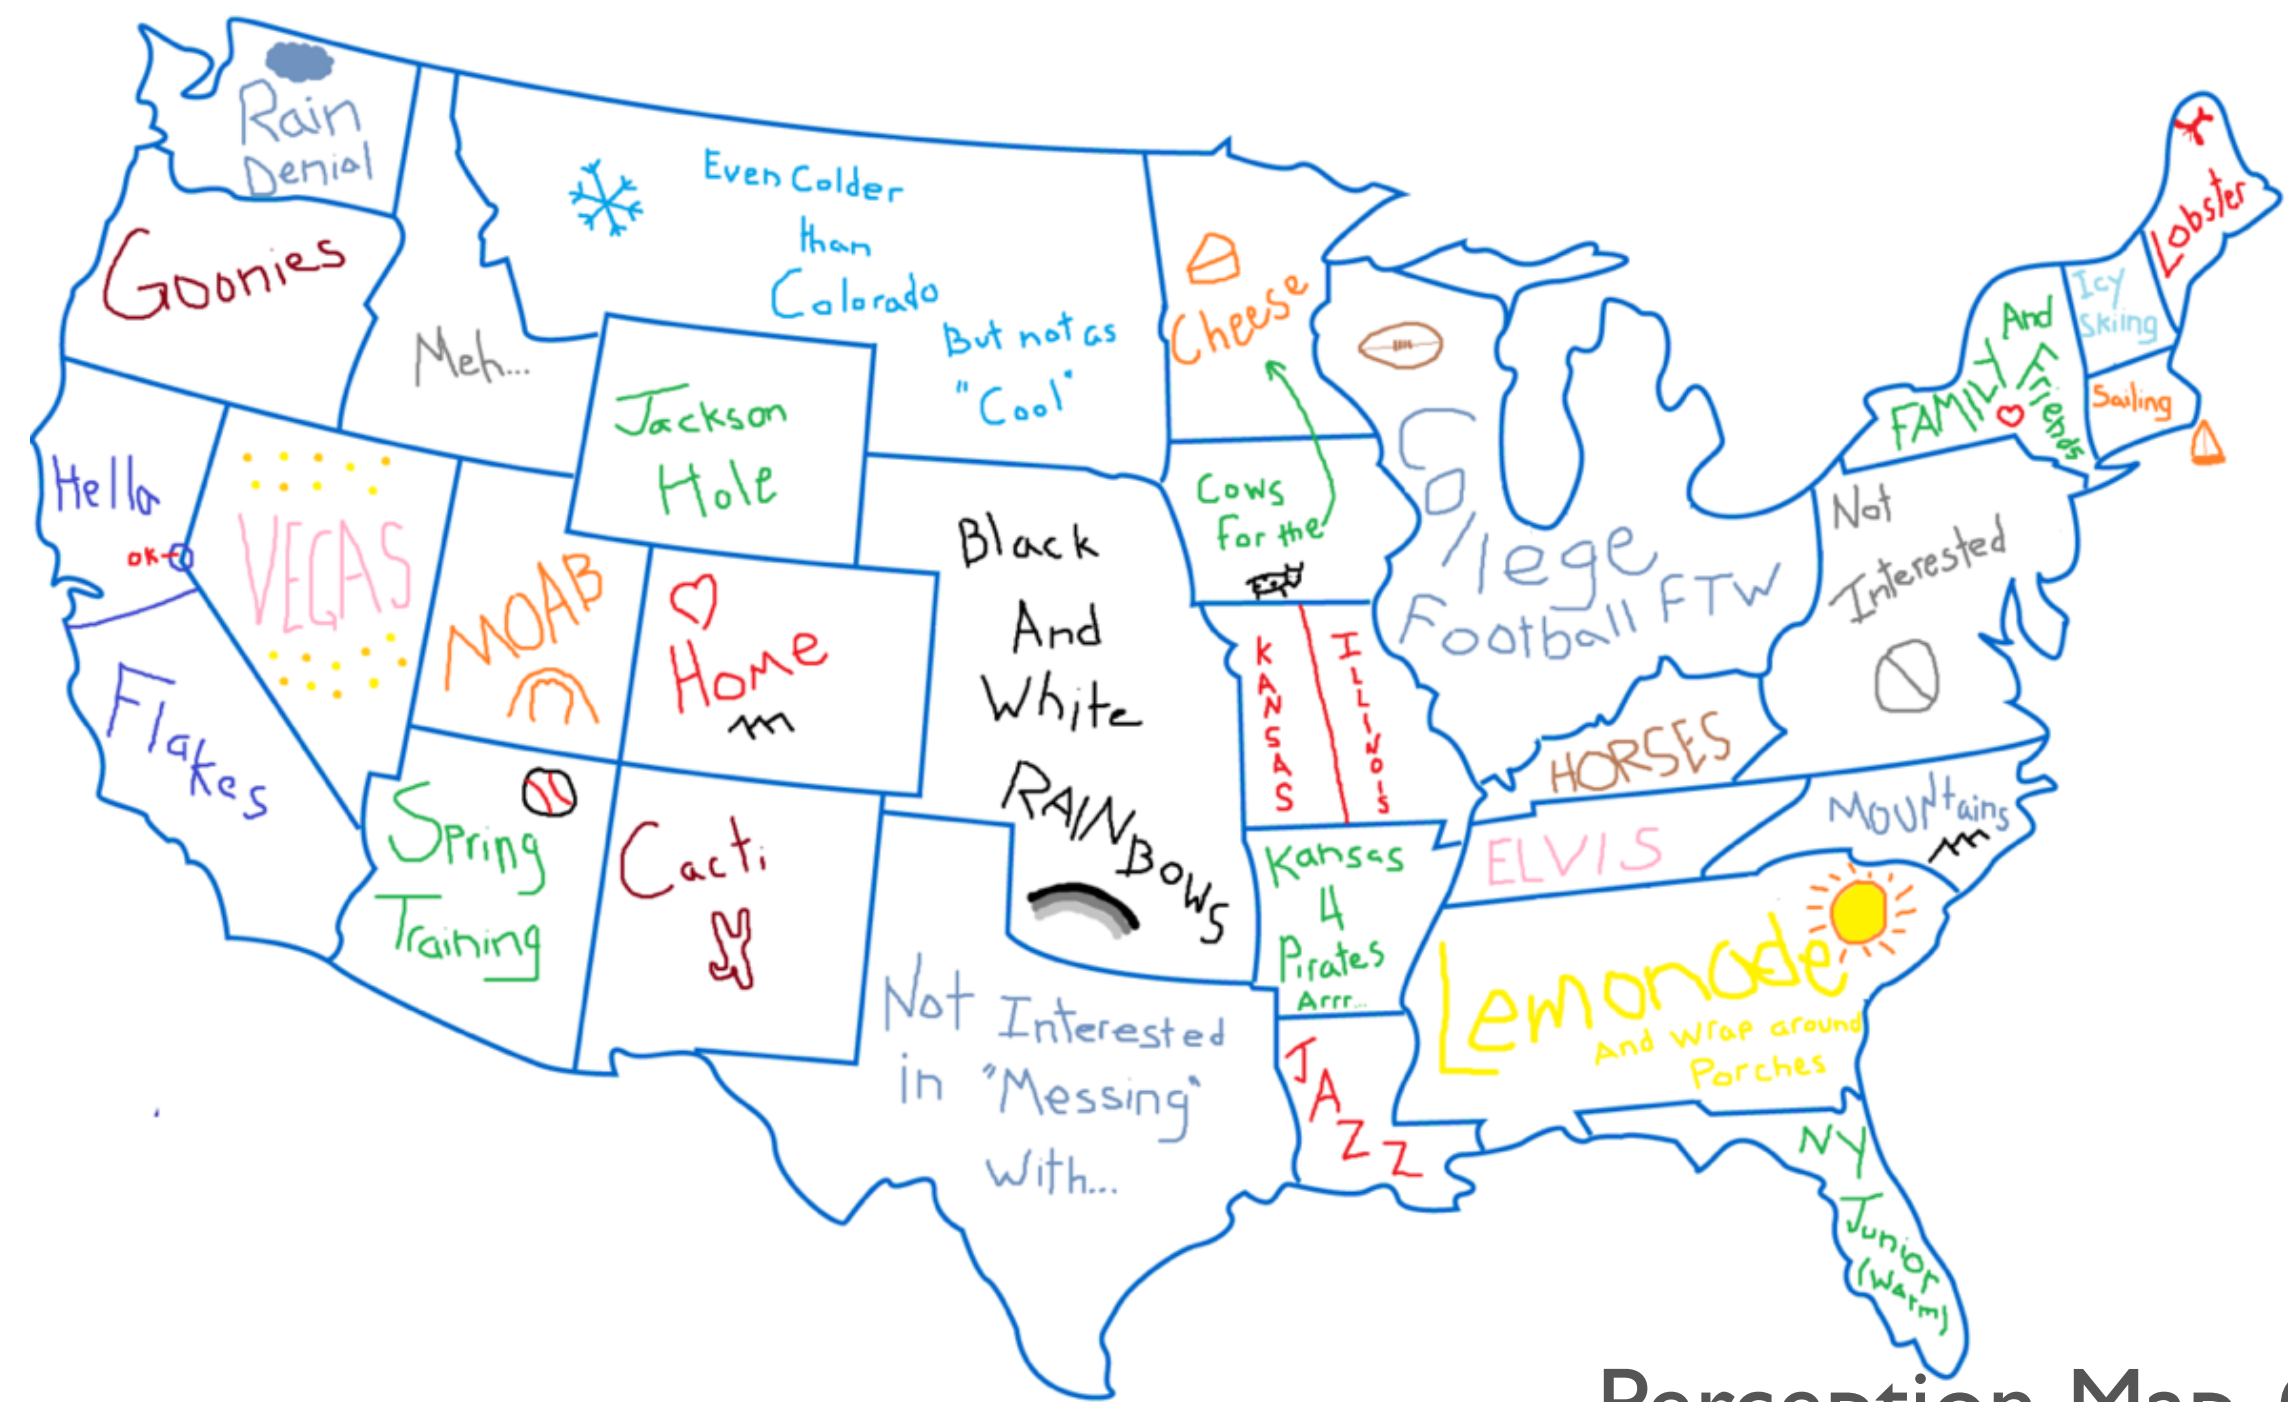 Rain
Denial
Goonies
Meh...
Even Colder
than
Colorado
But not as
"Cool"
Jackson
Hole
Hella
ok
VEGAS
Flakes
MOAB
Home
Spring
Training
Cacti
Black
And
White
RAINBOWS
Not Interested
in "Messing"
With...
Cheese
Cows
For the
KANSAS
ILLINOIS
Kansas
4
Pirates
Arrr...
JAZZ
College
Football FTW
HORSES
ELVIS
Mountains
Lemonade
And Wrap around
Porches
NY
Junior
(Warm)
Not
Interested
FAMILY
And
Friends
Icy
Skiing
Sailing
Lobster
Perception Map